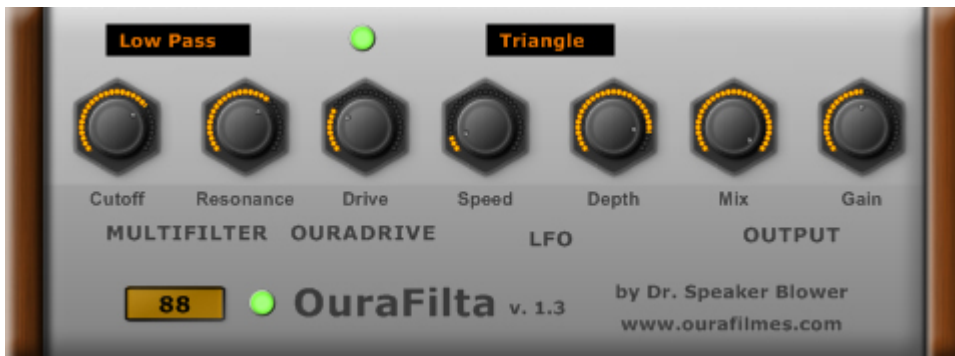 Low Pass Triangle
Cutoff Resonance Drive Speed Depth Mix Gain
MULTIFILTER OURADRIVE LFO OUTPUT
88 OuraFilta v. 1.3
by Dr. Speaker Blower
www.ourafilmes.com